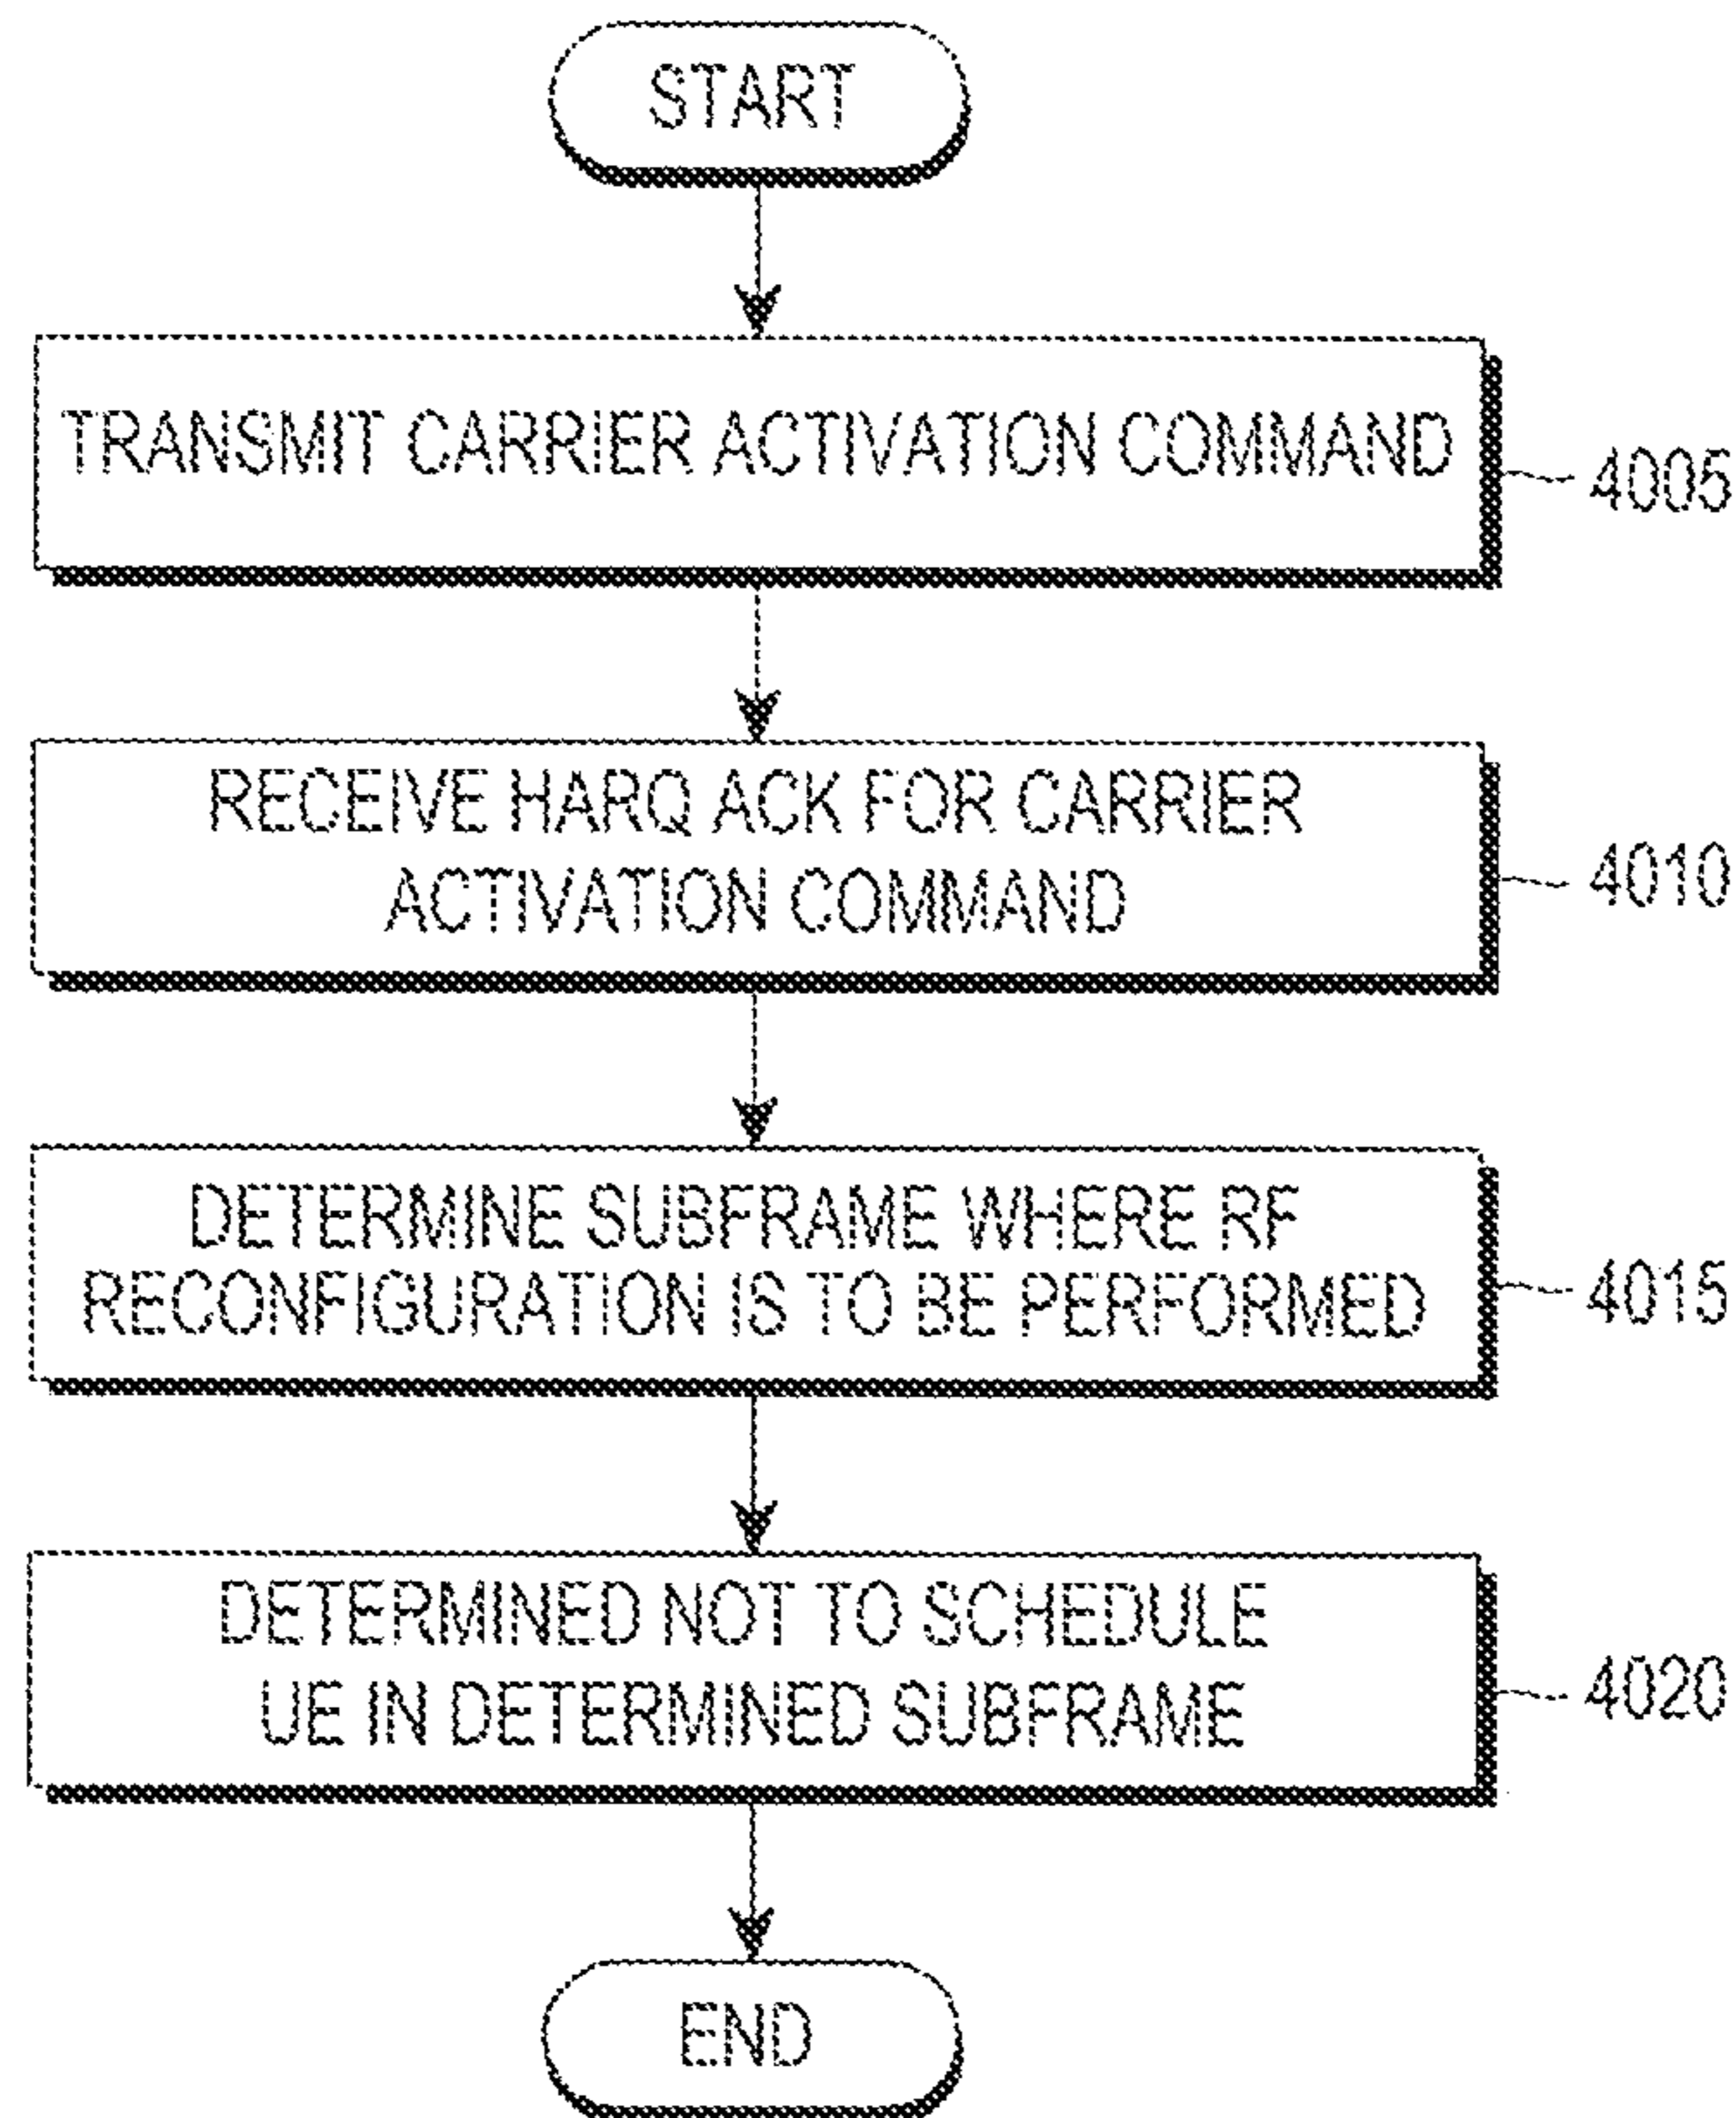 START
TRANSMIT CARRIER ACTIVATION COMMAND
4005
RECEIVE HARQ ACK FOR CARRIER
ACTIVATION COMMAND
4010
DETERMINE SUBFRAME WHERE RF
RECONFIGURATION IS TO BE PERFORMED
4015
DETERMINED NOT TO SCHEDULE
UE IN DETERMINED SUBFRAME
4020
END